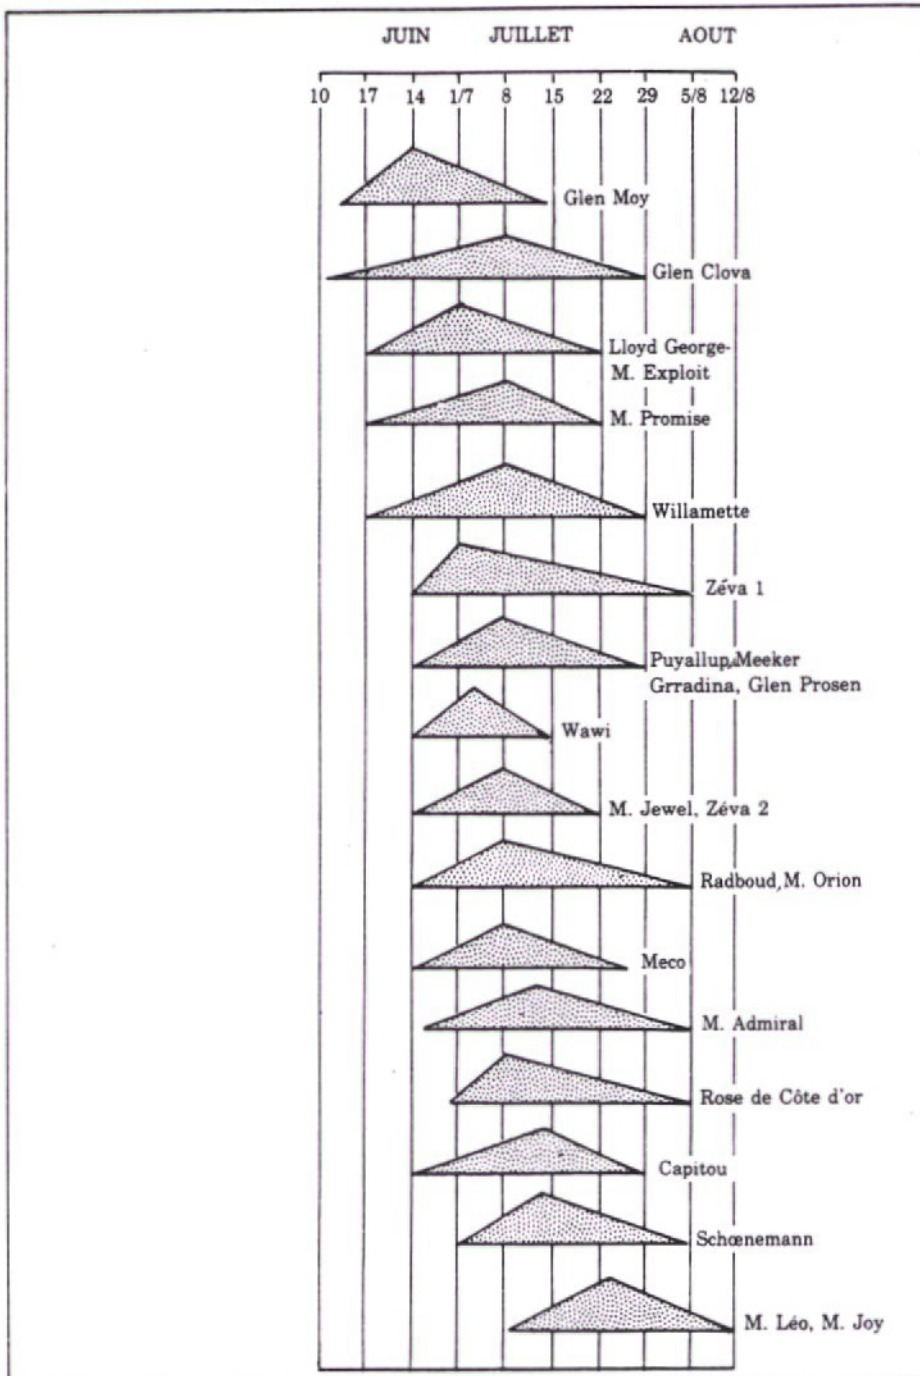 JUIN JUILLET AOUT
10 17 14 1/7 8 15 22 29 5/8 12/8
Glen Moy
Glen Clova
Lloyd George-
M. Exploit
M. Promise
Willamette
Zéva 1
Puyallup, Meeker
Grradina, Glen Prosen
Wawi
M. Jewel, Zéva 2
Radboud, M. Orion
Meco
M. Admiral
Rose de Côte d'or
Capitou
Schœnemann
M. Léo, M. Joy